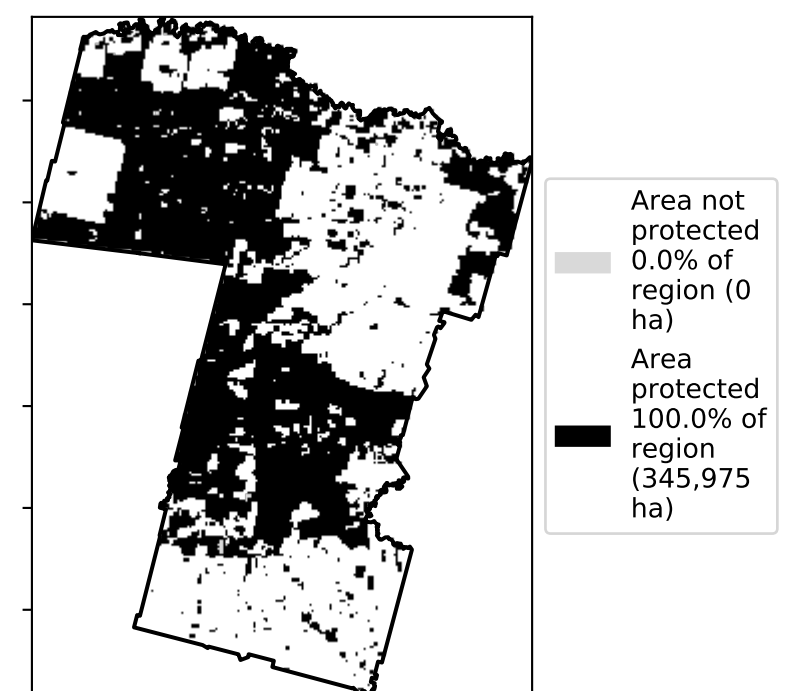 Area not
protected
0.0% of
region (0
ha)
Area
protected
100.0% of
region
(345,975
ha)